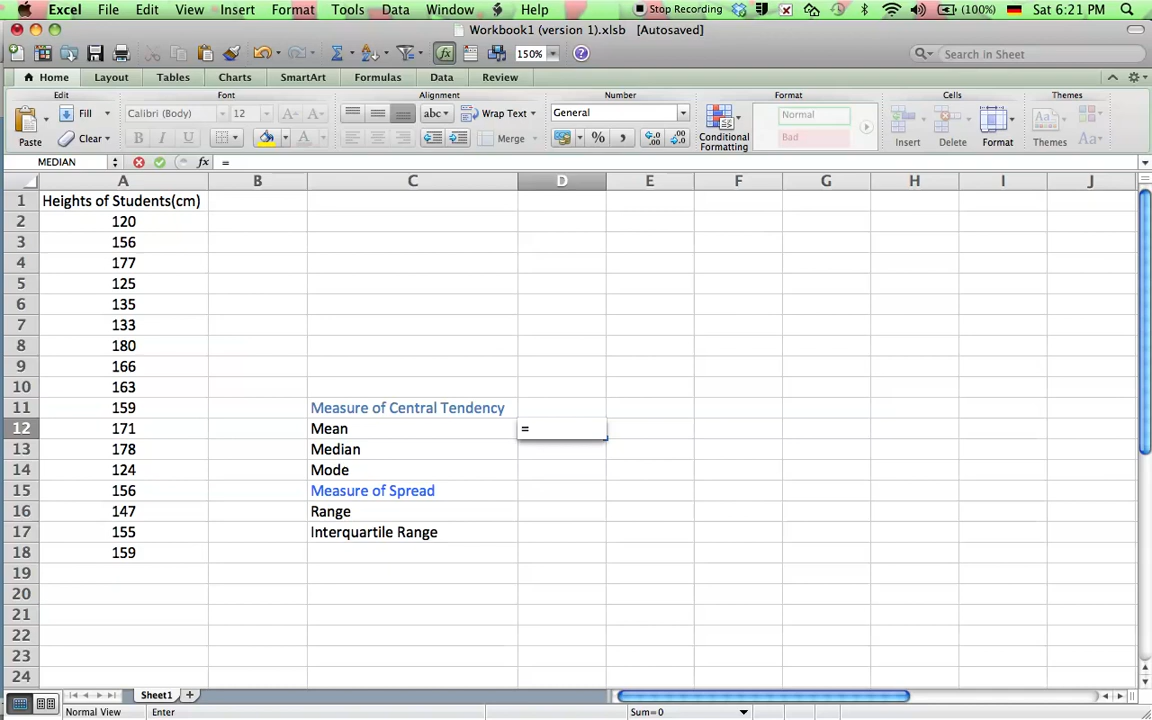 Excel File Edit View Insert Format Tools Data Window Help Stop Recording (100%) Sat 6:21 PM
Workbook1 (version 1).xlsb [Autosaved]
150% Search in Sheet
Home Layout Tables Charts SmartArt Formulas Data Review
Edit Font Alignment Number Format Cells Themes
Fill Calibri (Body) 12 abc Wrap Text General Normal
Paste Clear B I U A Merge % Conditional Formatting Bad Insert Delete Format Themes Aa
MEDIAN fx =
A B C D E F G H I J
1 Heights of Students(cm)
2 120
3 156
4 177
5 125
6 135
7 133
8 180
9 166
10 163
11 159 Measure of Central Tendency
12 171 Mean =
13 178 Median
14 124 Mode
15 156 Measure of Spread
16 147 Range
17 155 Interquartile Range
18 159
19
20
21
22
23
24
Sheet1
Normal View Enter Sum=0